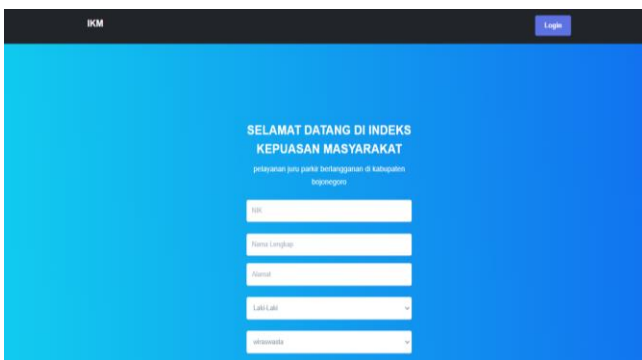 IKM
Login
SELAMAT DATANG DI INDEKS
KEPUASAN MASYARAKAT
pelayanan juru parkir berlangganan di kabupaten
bojonegoro
NIK
Nama Lengkap
Alamat
Laki-Laki
wiraswasta